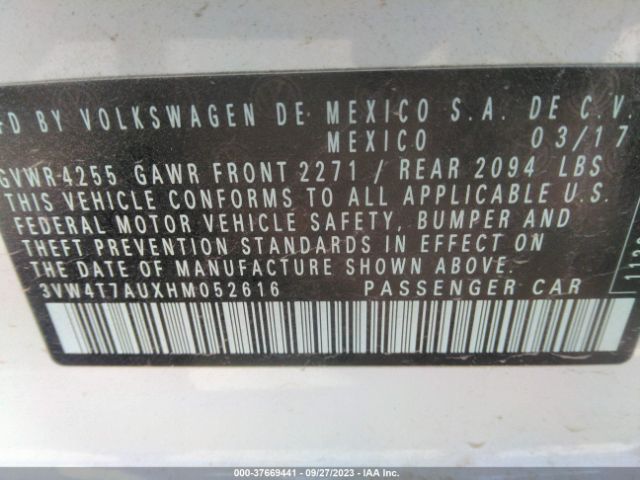 FD BY VOLKSWAGEN DE MEXICO S.A. DE C.V.
MEXICO 03/17
GVWR 4255 GAWR FRONT 2271 / REAR 2094 LBS
THIS VEHICLE CONFORMS TO ALL APPLICABLE U.S.
FEDERAL MOTOR VEHICLE SAFETY, BUMPER AND
THEFT PREVENTION STANDARDS IN EFFECT ON
THE DATE OF MANUFACTURE SHOWN ABOVE.
3VW4T7AUXHM052616 PASSENGER CAR
000-37669441 - 09/27/2023 - IAA Inc.